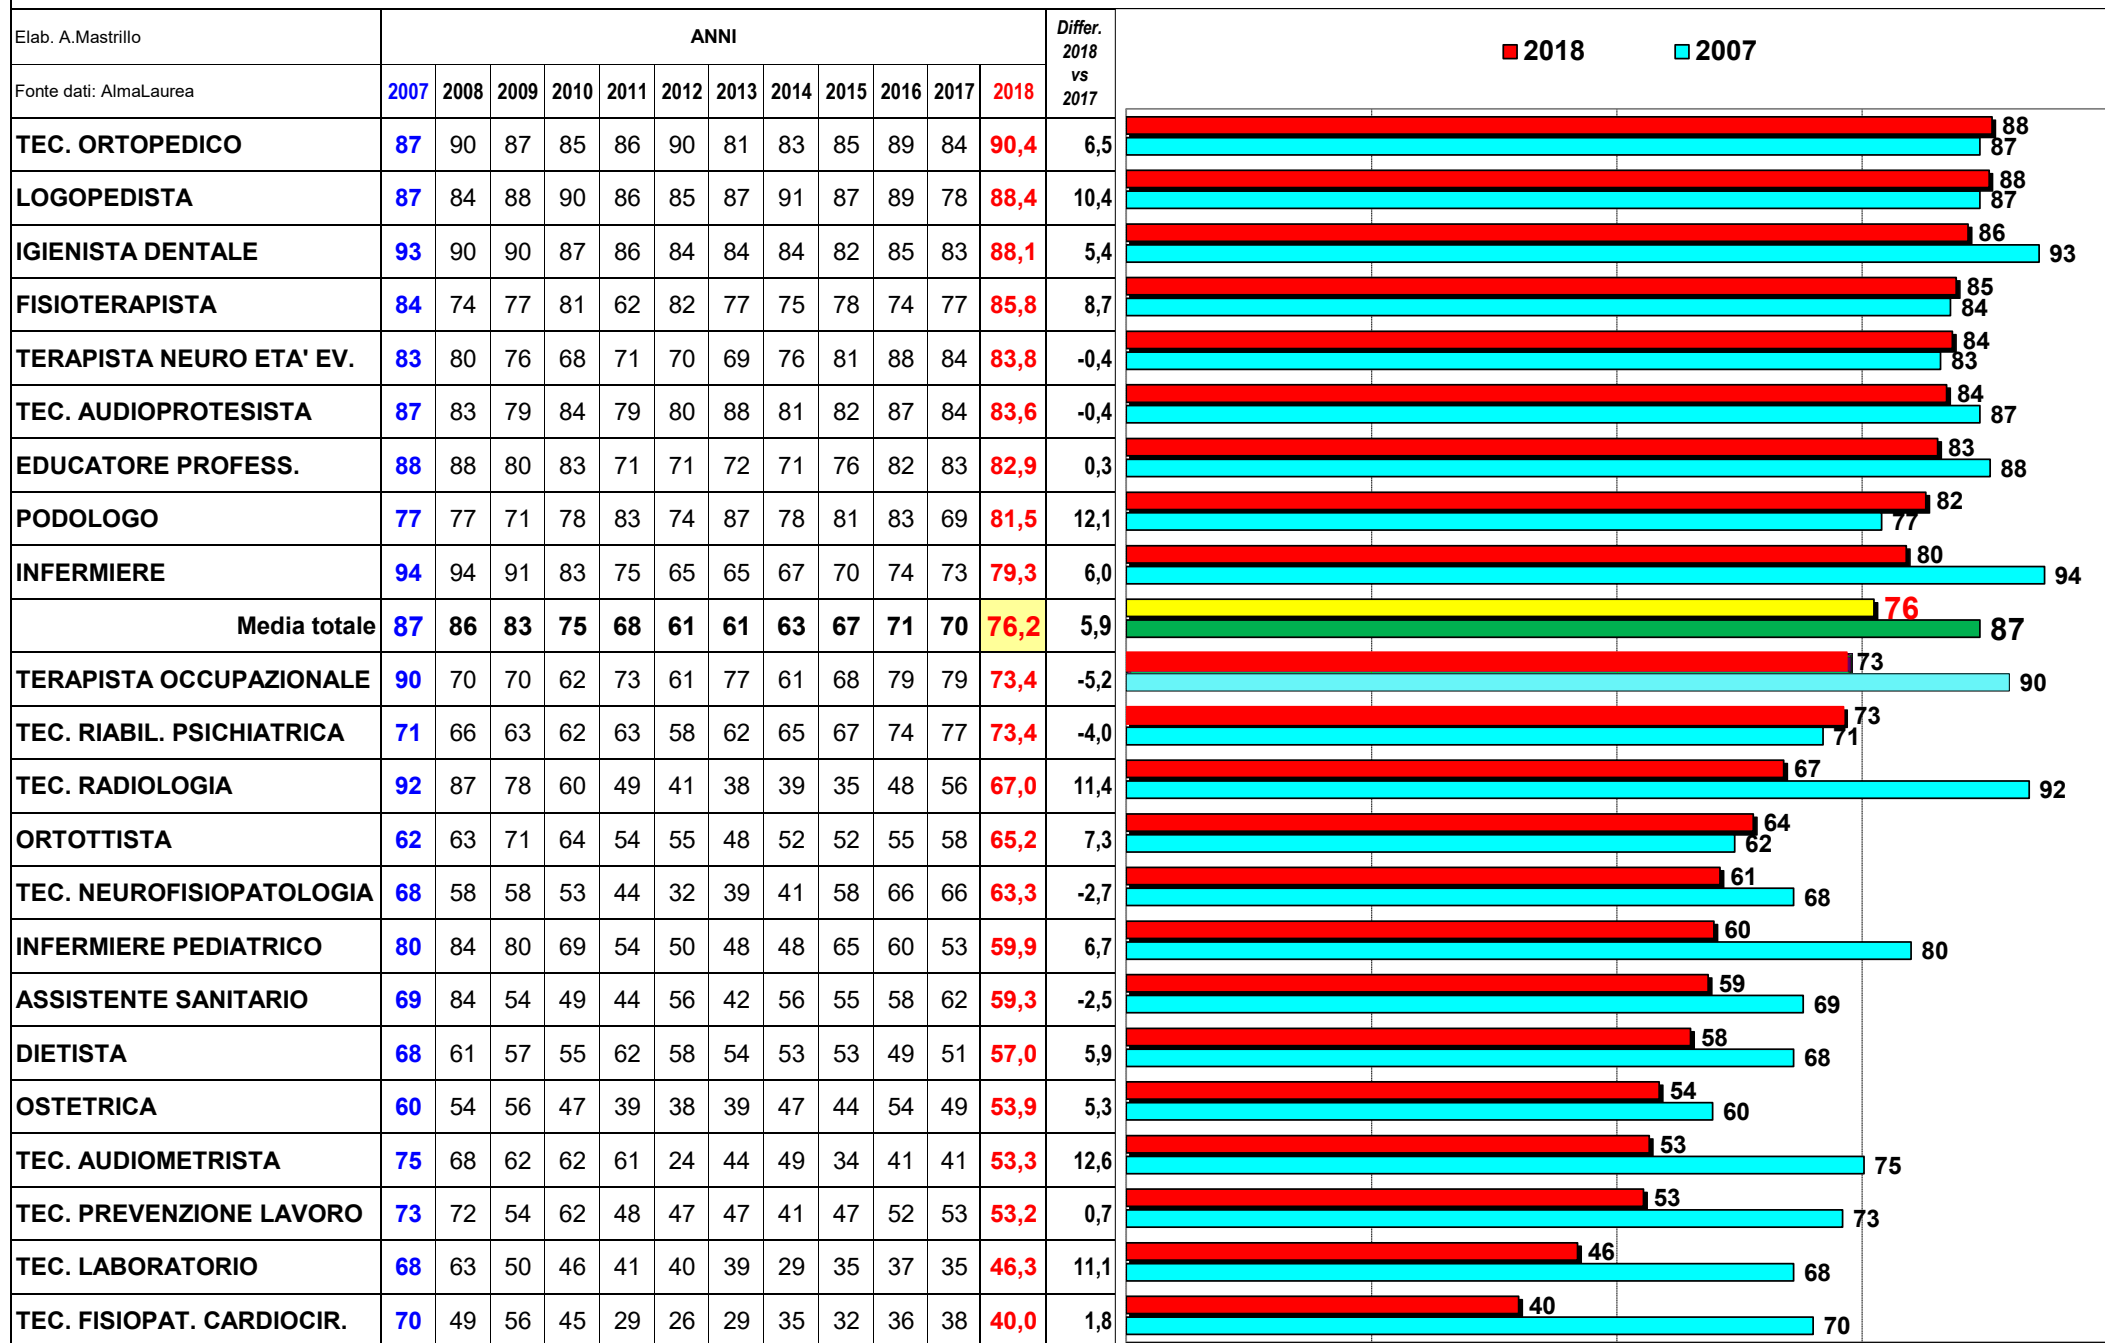 Elab. A.Mastrillo ANNI Differ. 2018 vs 2017
Fonte dati: AlmaLaurea 2007 2008 2009 2010 2011 2012 2013 2014 2015 2016 2017 2018
2018 2007
TEC. ORTOPEDICO 87 90 87 85 86 90 81 83 85 89 84 90,4 6,5 88 87
LOGOPEDISTA 87 84 88 90 86 85 87 91 87 89 78 88,4 10,4 88 87
IGIENISTA DENTALE 93 90 90 87 86 84 84 84 82 85 83 88,1 5,4 86 93
FISIOTERAPISTA 84 74 77 81 62 82 77 75 78 74 77 85,8 8,7 85 84
TERAPISTA NEURO ETA' EV. 83 80 76 68 71 70 69 76 81 88 84 83,8 -0,4 84 83
TEC. AUDIOPROTESISTA 87 83 79 84 79 80 88 81 82 87 84 83,6 -0,4 84 87
EDUCATORE PROFESS. 88 88 80 83 71 71 72 71 76 82 83 82,9 0,3 83 88
PODOLOGO 77 77 71 78 83 74 87 78 81 83 69 81,5 12,1 82 77
INFERMIERE 94 94 91 83 75 65 65 67 70 74 73 79,3 6,0 80 94
Media totale 87 86 83 75 68 61 61 63 67 71 70 76,2 5,9 76 87
TERAPISTA OCCUPAZIONALE 90 70 70 62 73 61 77 61 68 79 79 73,4 -5,2 73 90
TEC. RIABIL. PSICHIATRICA 71 66 63 62 63 58 62 65 67 74 77 73,4 -4,0 73 71
TEC. RADIOLOGIA 92 87 78 60 49 41 38 39 35 48 56 67,0 11,4 67 92
ORTOTTISTA 62 63 71 64 54 55 48 52 52 55 58 65,2 7,3 64 62
TEC. NEUROFISIOPATOLOGIA 68 58 58 53 44 32 39 41 58 66 66 63,3 -2,7 61 68
INFERMIERE PEDIATRICO 80 84 80 69 54 50 48 48 65 60 53 59,9 6,7 60 80
ASSISTENTE SANITARIO 69 84 54 49 44 56 42 56 55 58 62 59,3 -2,5 59 69
DIETISTA 68 61 57 55 62 58 54 53 53 49 51 57,0 5,9 58 68
OSTETRICA 60 54 56 47 39 38 39 47 44 54 49 53,9 5,3 54 60
TEC. AUDIOMETRISTA 75 68 62 62 61 24 44 49 34 41 41 53,3 12,6 53 75
TEC. PREVENZIONE LAVORO 73 72 54 62 48 47 47 41 47 52 53 53,2 0,7 53 73
TEC. LABORATORIO 68 63 50 46 41 40 39 29 35 37 35 46,3 11,1 46 68
TEC. FISIOPAT. CARDIOCIR. 70 49 56 45 29 26 29 35 32 36 38 40,0 1,8 40 70